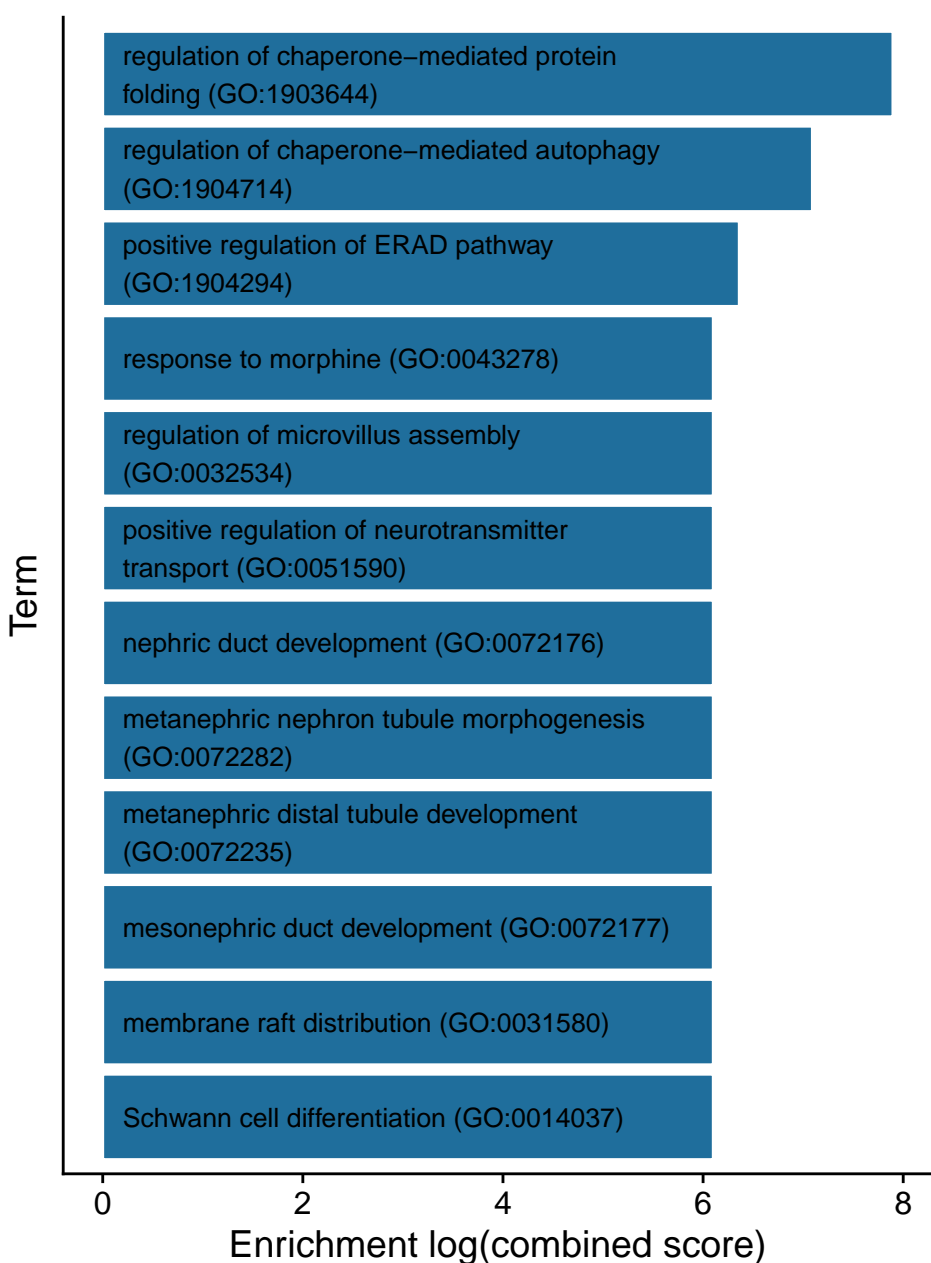 regulation of chaperone−mediated protein
folding (GO:1903644)
regulation of chaperone−mediated autophagy
(GO:1904714)
positive regulation of ERAD pathway
(GO:1904294)
response to morphine (GO:0043278)
regulation of microvillus assembly
(GO:0032534)
positive regulation of neurotransmitter
transport (GO:0051590)
nephric duct development (GO:0072176)
metanephric nephron tubule morphogenesis
(GO:0072282)
metanephric distal tubule development
(GO:0072235)
mesonephric duct development (GO:0072177)
membrane raft distribution (GO:0031580)
Schwann cell differentiation (GO:0014037)
Term
0 2 4 6 8
Enrichment log(combined score)